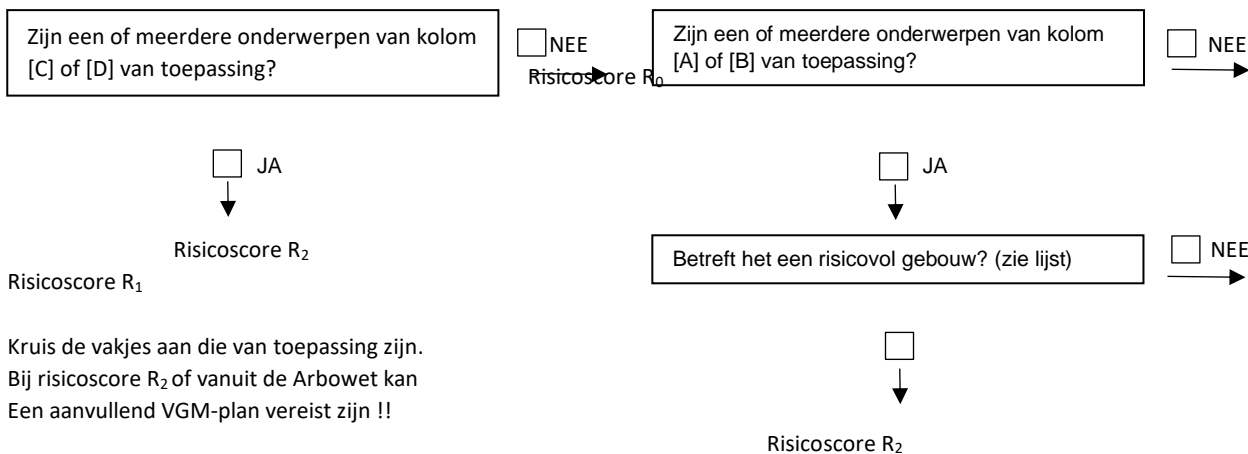 Zijn een of meerdere onderwerpen van kolom
[C] of [D] van toepassing?
NEE
Risicoscore R₀
Zijn een of meerdere onderwerpen van kolom
[A] of [B] van toepassing?
NEE
JA
JA
Risicoscore R₂
Betreft het een risicovol gebouw? (zie lijst)
NEE
Risicoscore R₁
Kruis de vakjes aan die van toepassing zijn.
Bij risicoscore R₂ of vanuit de Arbowet kan
Een aanvullend VGM-plan vereist zijn !!
Risicoscore R₂